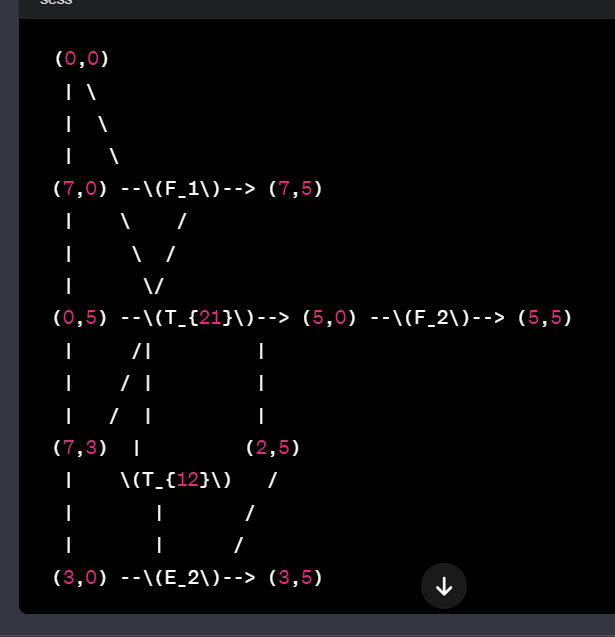 sess
(0,0)
 | \
 |  \
 |   \
(7,0) --\(F_1\)--> (7,5)
 |    \    /
 |     \  /
 |      \/
(0,5) --\(T_{21}\)--> (5,0) --\(F_2\)--> (5,5)
 |     /|         |
 |    / |         |
 |   /  |         |
(7,3)  |         (2,5)
 |    \(T_{12}\)   /
 |       |       /
 |       |      /
(3,0) --\(E_2\)--> (3,5)